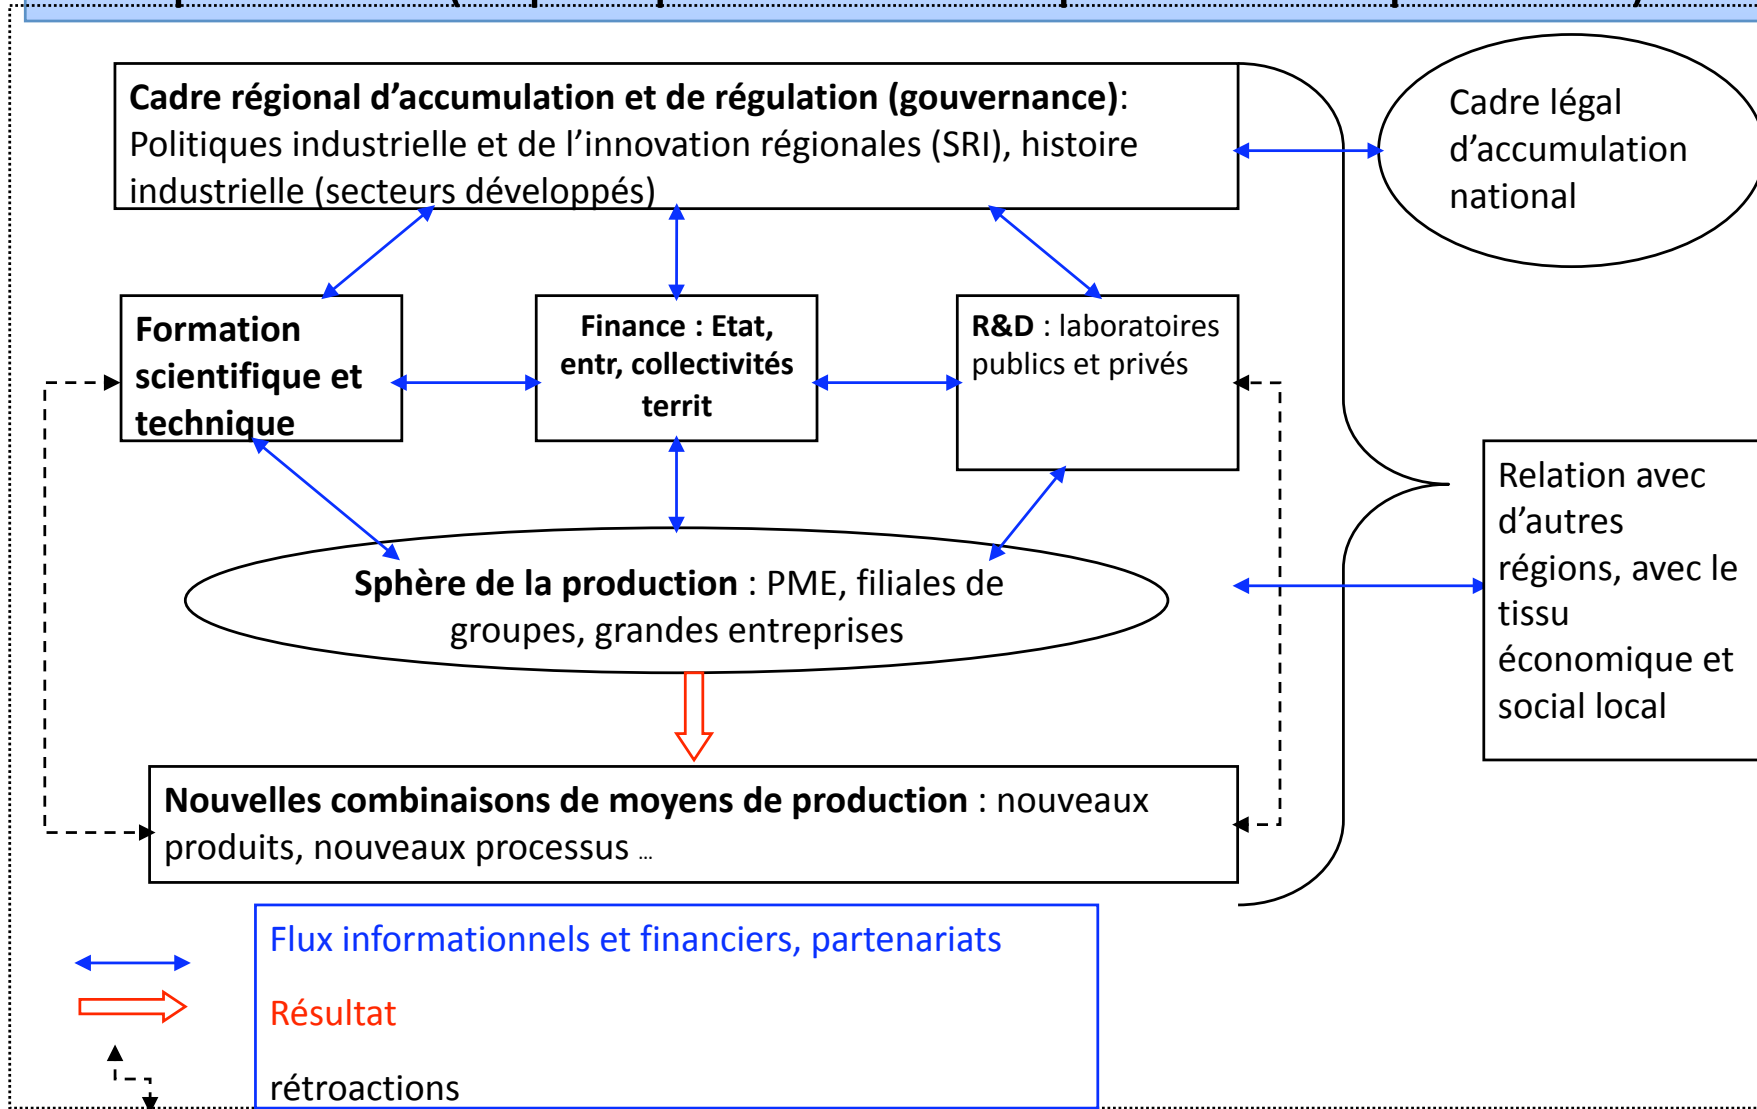 Cadre régional d’accumulation et de régulation (gouvernance):
Politiques industrielle et de l’innovation régionales (SRI), histoire
industrielle (secteurs développés)
Cadre légal
d’accumulation
national
Formation
scientifique et
technique
Finance : Etat,
entr, collectivités
territ
R&D : laboratoires
publics et privés
Relation avec
d’autres
régions, avec le
tissu
économique et
social local
Sphère de la production : PME, filiales de
groupes, grandes entreprises
Nouvelles combinaisons de moyens de production : nouveaux
produits, nouveaux processus ...
Flux informationnels et financiers, partenariats
Résultat
rétroactions